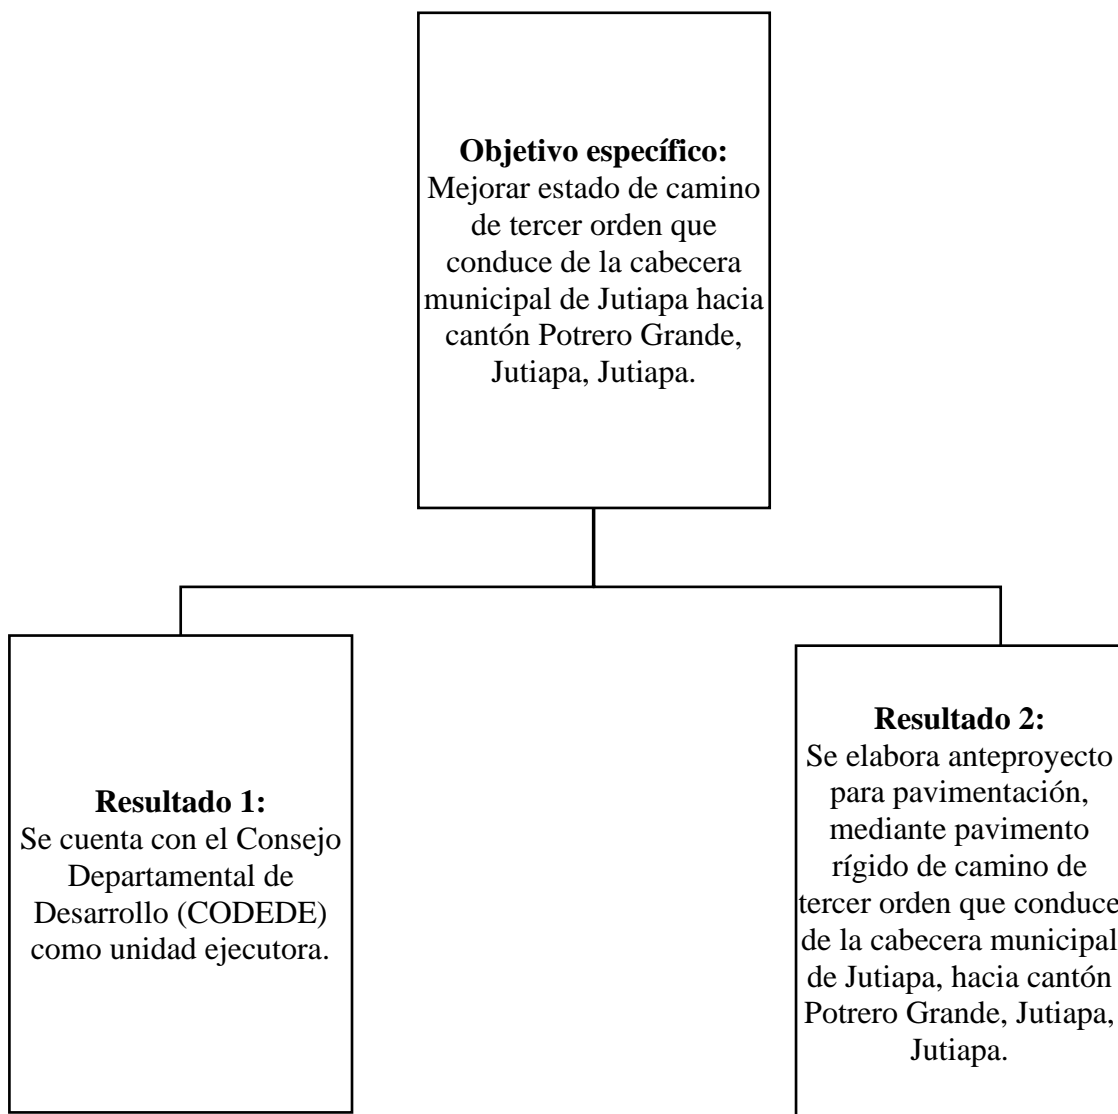 Objetivo específico:
Mejorar estado de camino
de tercer orden que
conduce de la cabecera
municipal de Jutiapa hacia
cantón Potrero Grande,
Jutiapa, Jutiapa.
Resultado 1:
Se cuenta con el Consejo
Departamental de
Desarrollo (CODEDE)
como unidad ejecutora.
Resultado 2:
Se elabora anteproyecto
para pavimentación,
mediante pavimento
rígido de camino de
tercer orden que conduce
de la cabecera municipal
de Jutiapa, hacia cantón
Potrero Grande, Jutiapa,
Jutiapa.